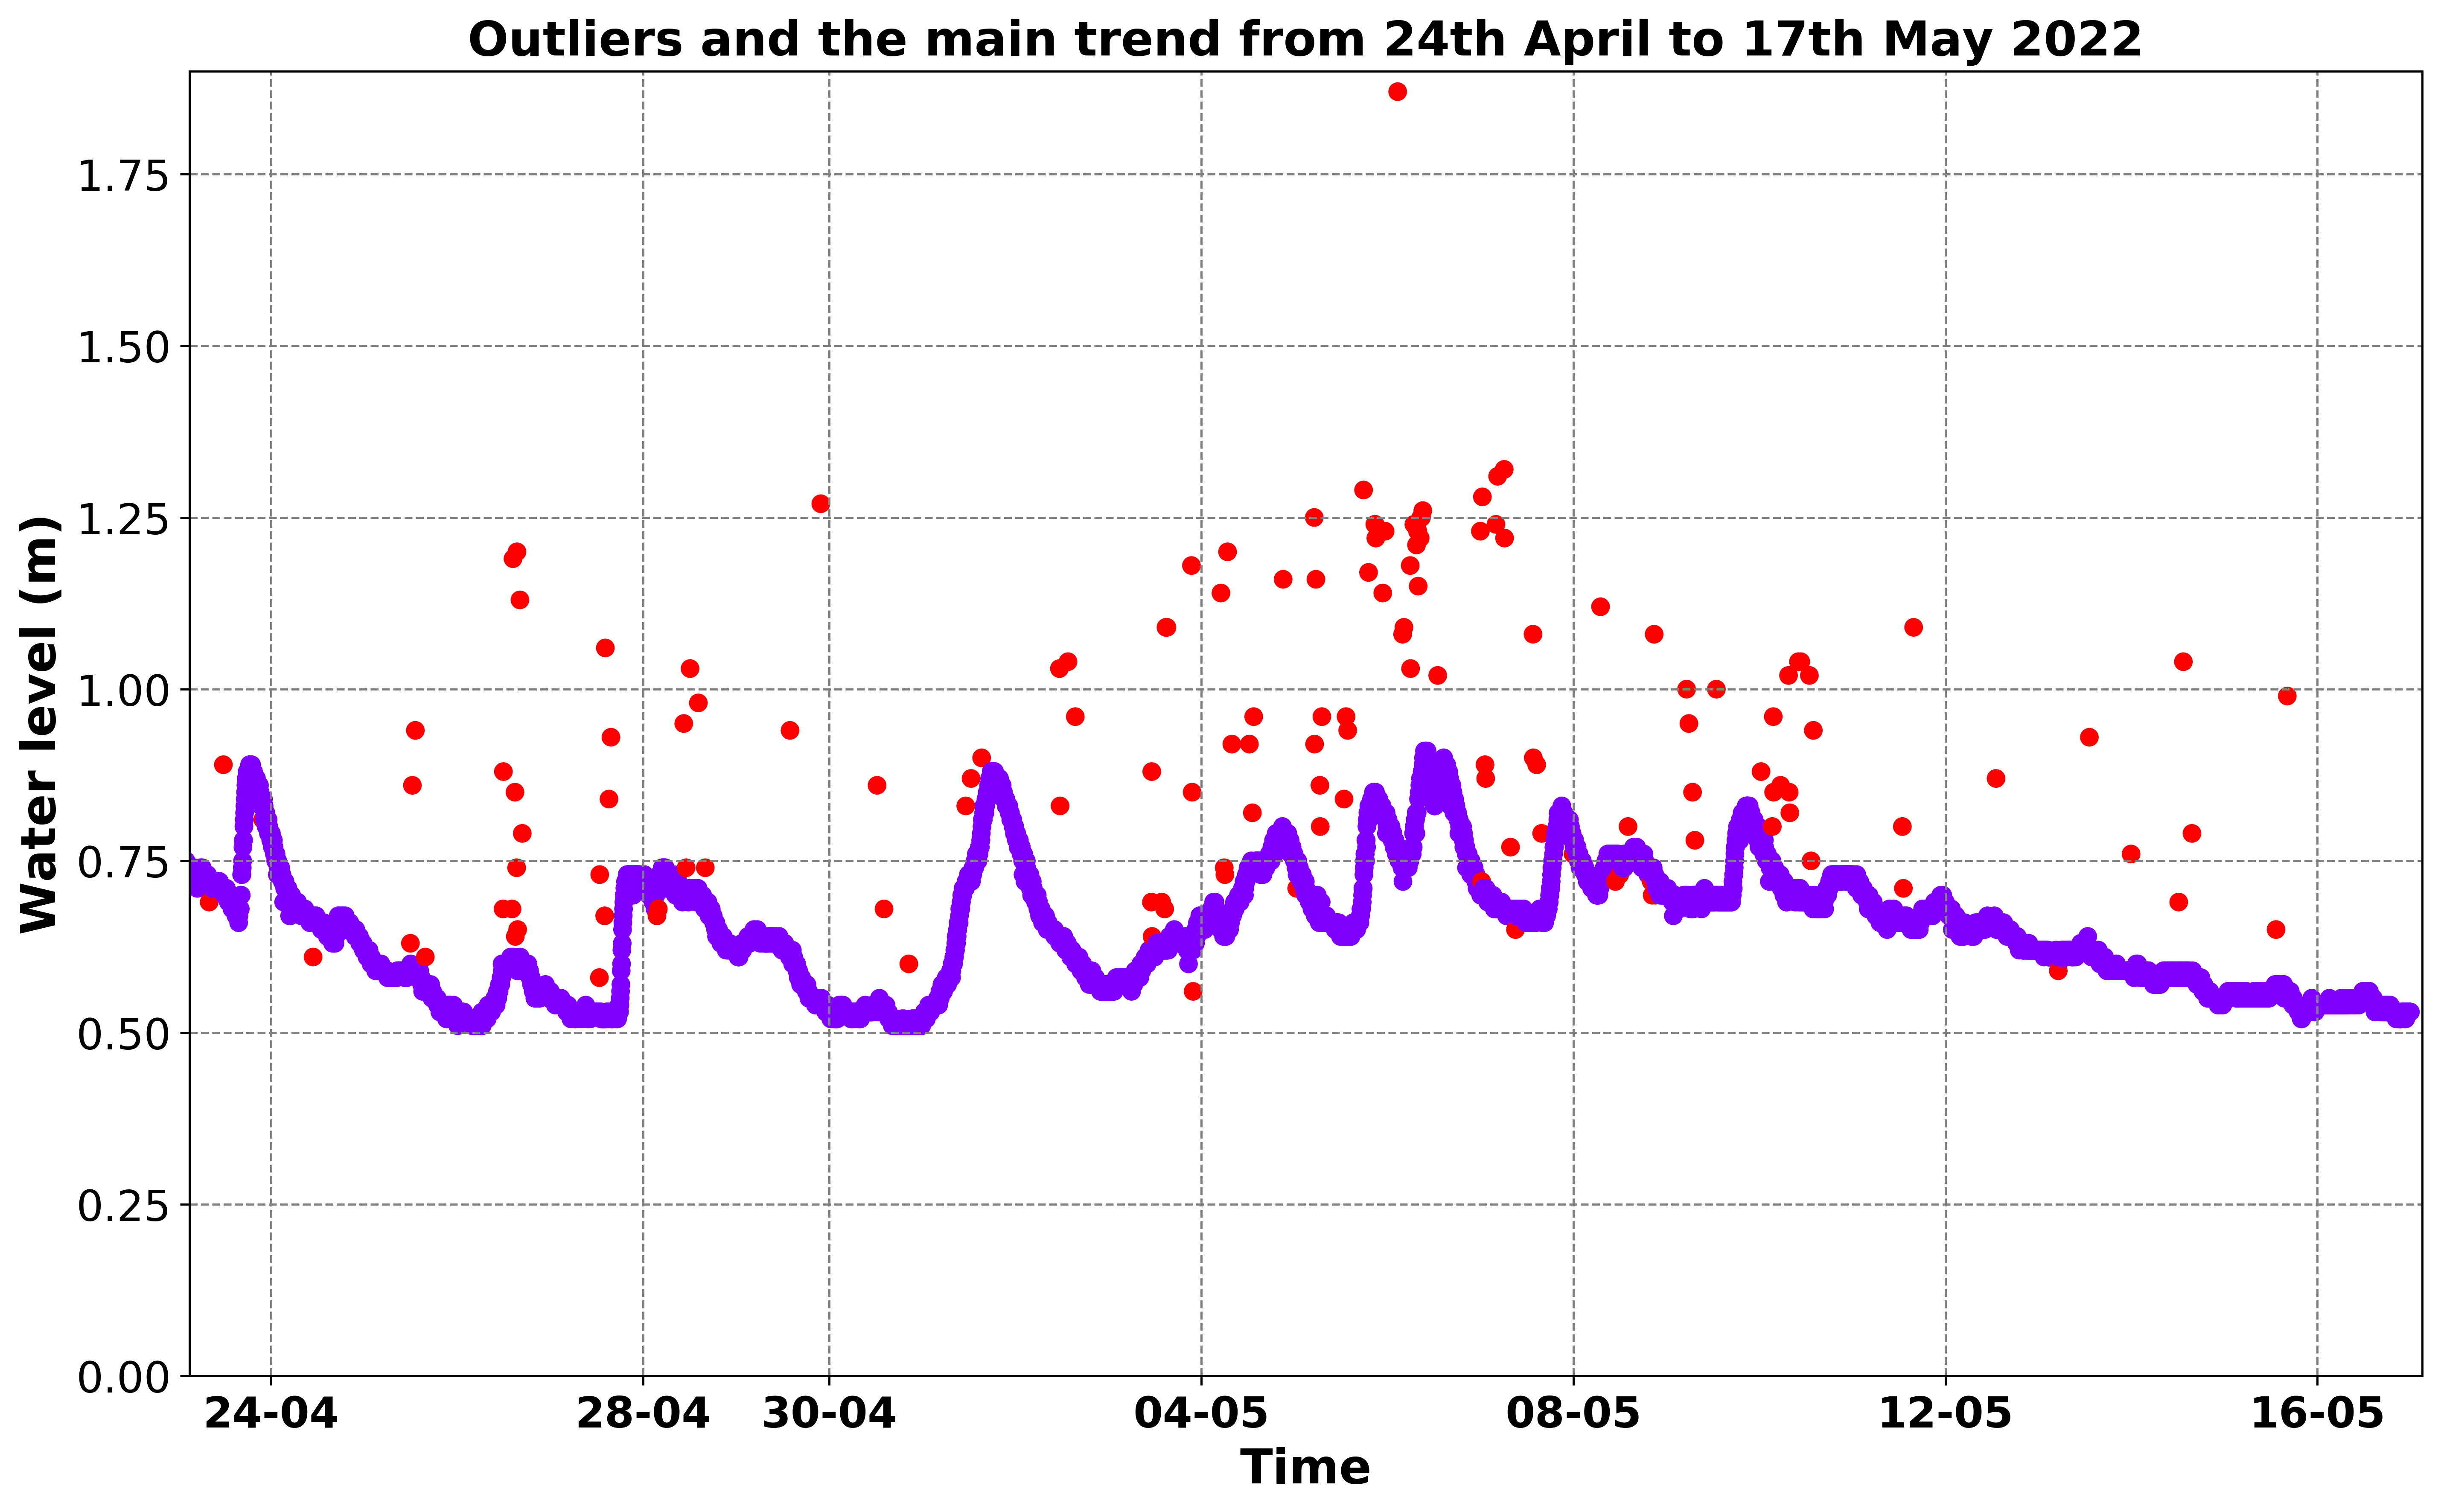 Outliers and the main trend from 24th April to 17th May 2022
Water level (m)
1.75
1.50
1.25
1.00
0.75
0.50
0.25
0.00
24-04 28-04 30-04 04-05 08-05 12-05 16-05
Time